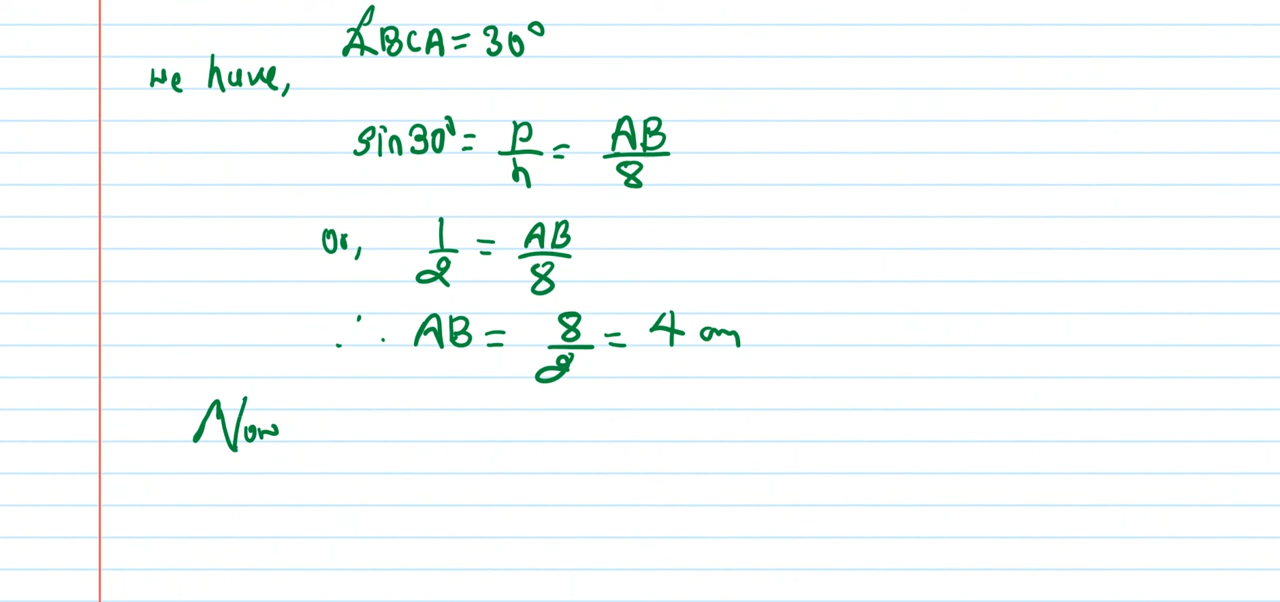 ∠BCA = 30°
we have,
sin30° = p/h = AB/8
or, 1/2 = AB/8
∴ AB = 8/2 = 4 cm
Now